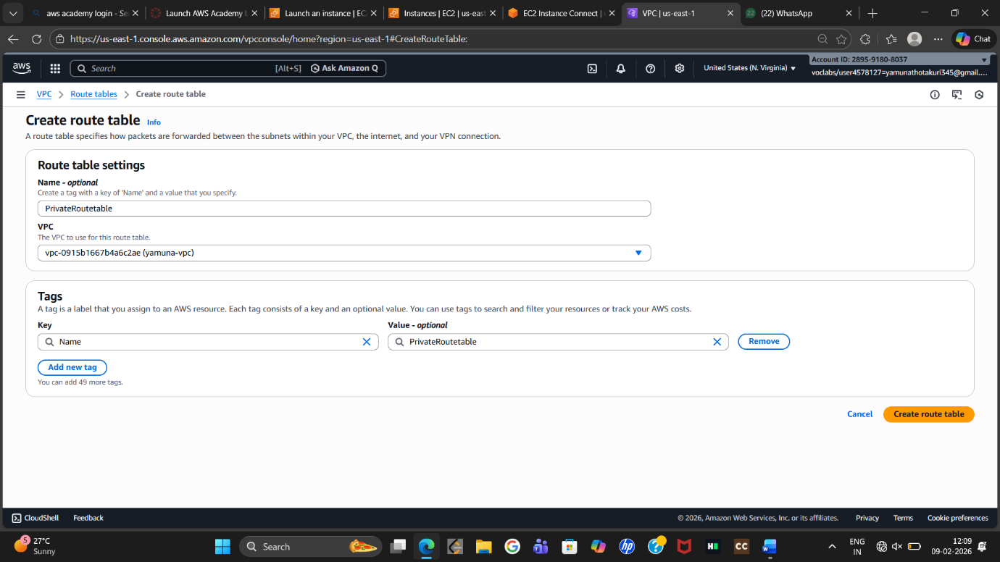 aws academy login - Se
Launch AWS Academy L
Launch an instance | EC2
Instances | EC2 | us-east
EC2 Instance Connect |
VPC | us-east-1
22
(22) WhatsApp
https://us-east-1.console.aws.amazon.com/vpcconsole/home?region=us-east-1#CreateRouteTable:
Chat
aws
Search
[Alt+S]
Ask Amazon Q
United States (N. Virginia)
Account ID: 2895-9180-8037
voclabs/user4578127=yamunathotakuri345@gmail....
VPC
Route tables
Create route table
Create route table
Info
A route table specifies how packets are forwarded between the subnets within your VPC, the internet, and your VPN connection.
Route table settings
Name - optional
Create a tag with a key of 'Name' and a value that you specify.
PrivateRoutetable
VPC
The VPC to use for this route table.
vpc-0915b1667b4a6c2ae (yamuna-vpc)
Tags
A tag is a label that you assign to an AWS resource. Each tag consists of a key and an optional value. You can use tags to search and filter your resources or track your AWS costs.
Key
Value - optional
Name
PrivateRoutetable
Remove
Add new tag
You can add 49 more tags.
Cancel
Create route table
CloudShell
Feedback
© 2026, Amazon Web Services, Inc. or its affiliates.
Privacy
Terms
Cookie preferences
5
27°C
Sunny
Search
CC
ENG
IN
12:09
09-02-2026